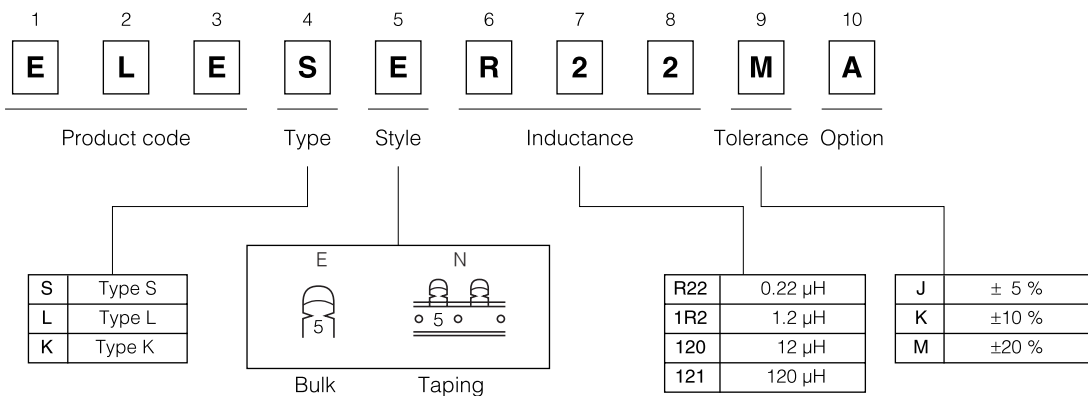 1 2 3 4 5 6 7 8 9 10
E L E S E R 2 2 M A
Product code Type Style Inductance Tolerance Option
S Type S
L Type L
K Type K
E N
5 5
Bulk Taping
R22 0.22 µH
1R2 1.2 µH
120 12 µH
121 120 µH
J ± 5 %
K ±10 %
M ±20 %